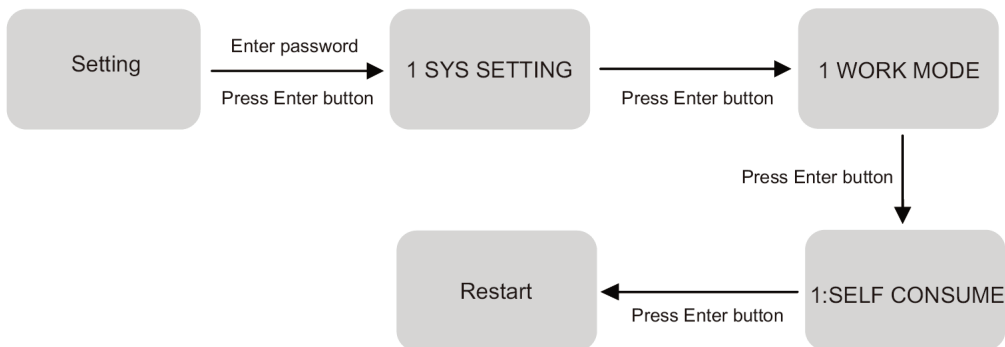 Setting
Enter password
Press Enter button
1 SYS SETTING
Press Enter button
1 WORK MODE
Press Enter button
1:SELF CONSUME
Press Enter button
Restart